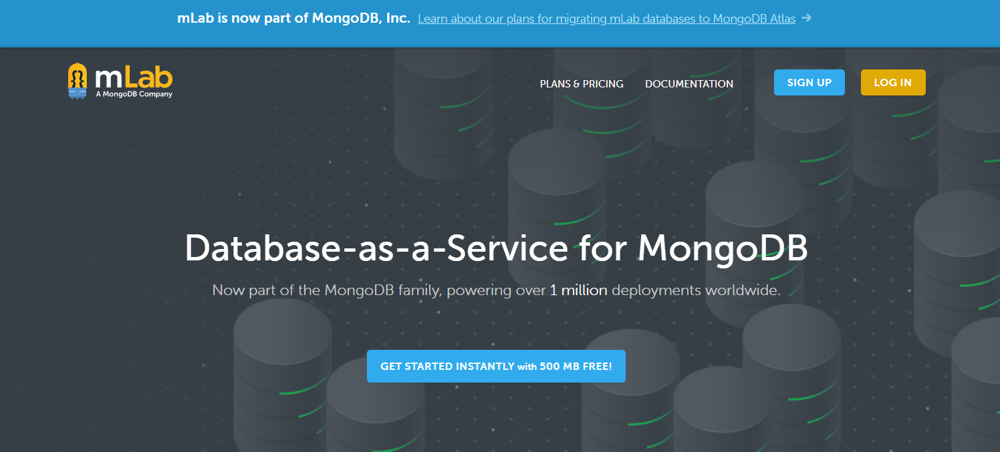 mLab is now part of MongoDB, Inc. Learn about our plans for migrating mLab databases to MongoDB Atlas →
mLab
A MongoDB Company
PLANS & PRICING DOCUMENTATION SIGN UP LOG IN
Database-as-a-Service for MongoDB
Now part of the MongoDB family, powering over 1 million deployments worldwide.
GET STARTED INSTANTLY with 500 MB FREE!